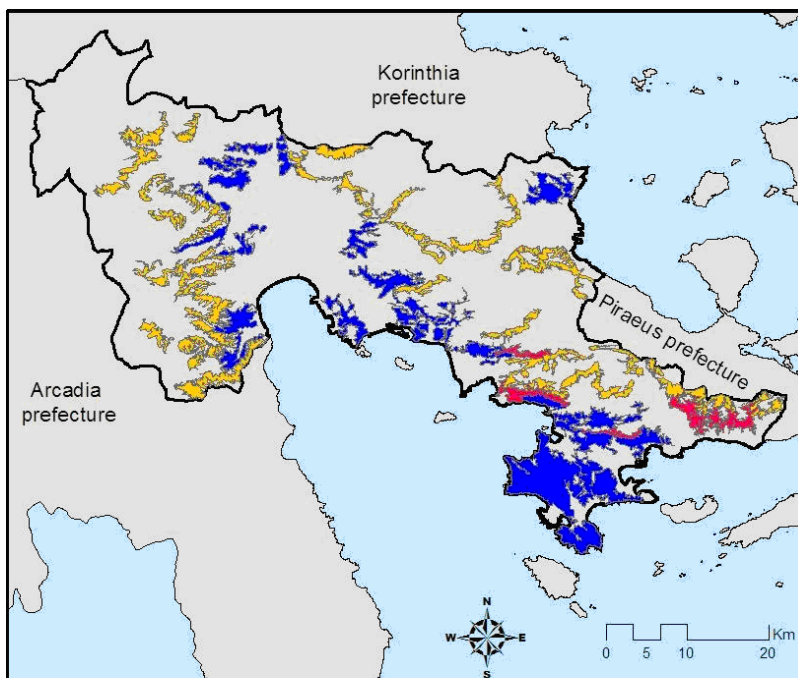 Korinthia
prefecture
Piraeus prefecture
Arcadia
prefecture
N
W
E
S
Km
0
5
10
20